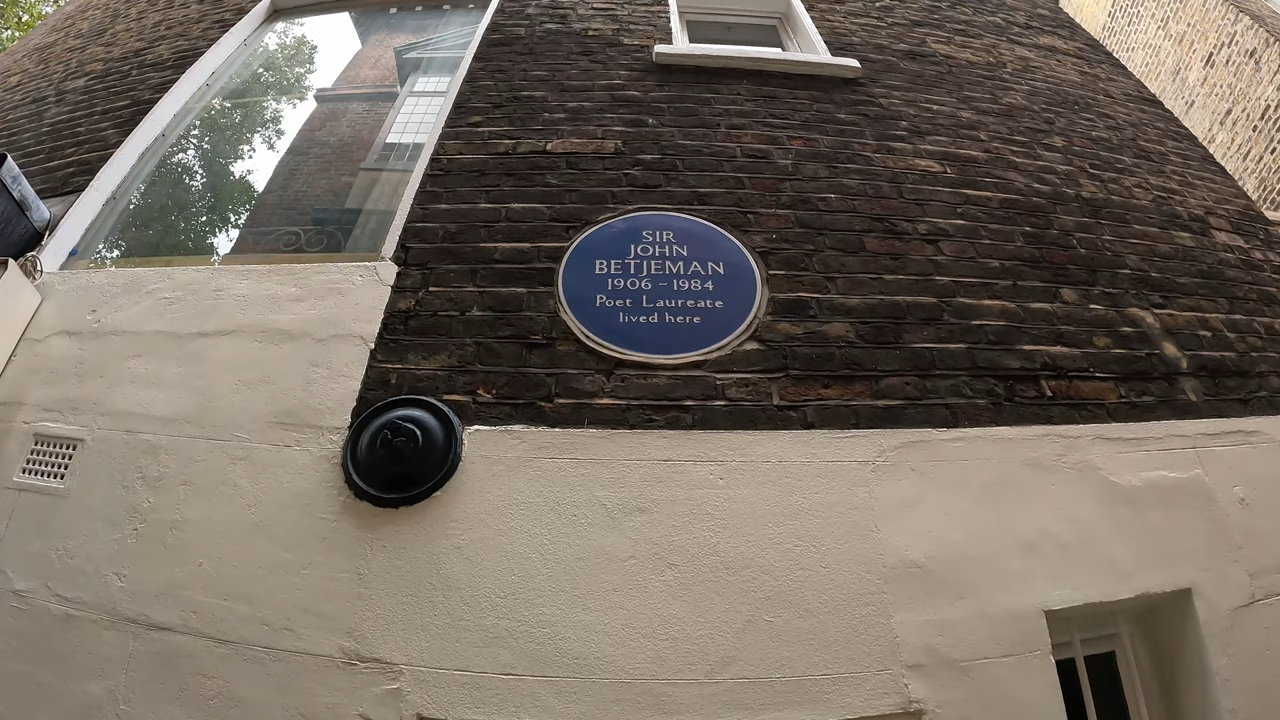 SIR
JOHN
BETJEMAN
1906 - 1984
Poet Laureate
lived here